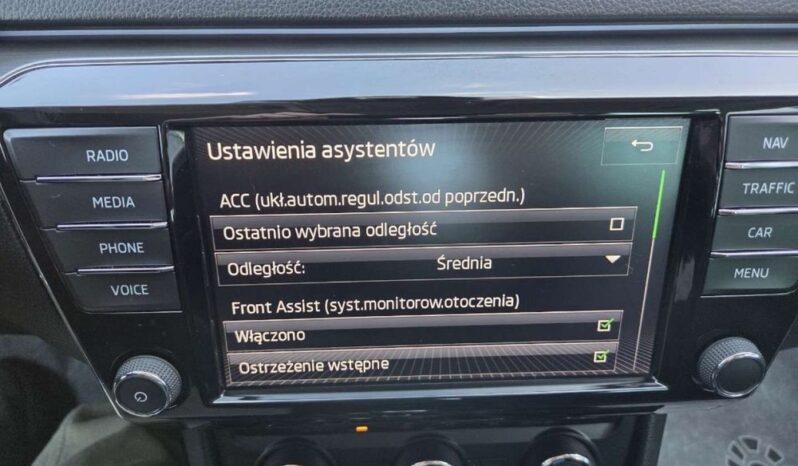 Ustawienia asystentów
ACC (ukł.autom.regul.odst.od poprzedn.)
Ostatnio wybrana odległość
Odległość: Średnia
Front Assist (syst.monitorow.otoczenia)
Włączono
Ostrzeżenie wstępne
RADIO
MEDIA
PHONE
VOICE
NAV
TRAFFIC
CAR
MENU